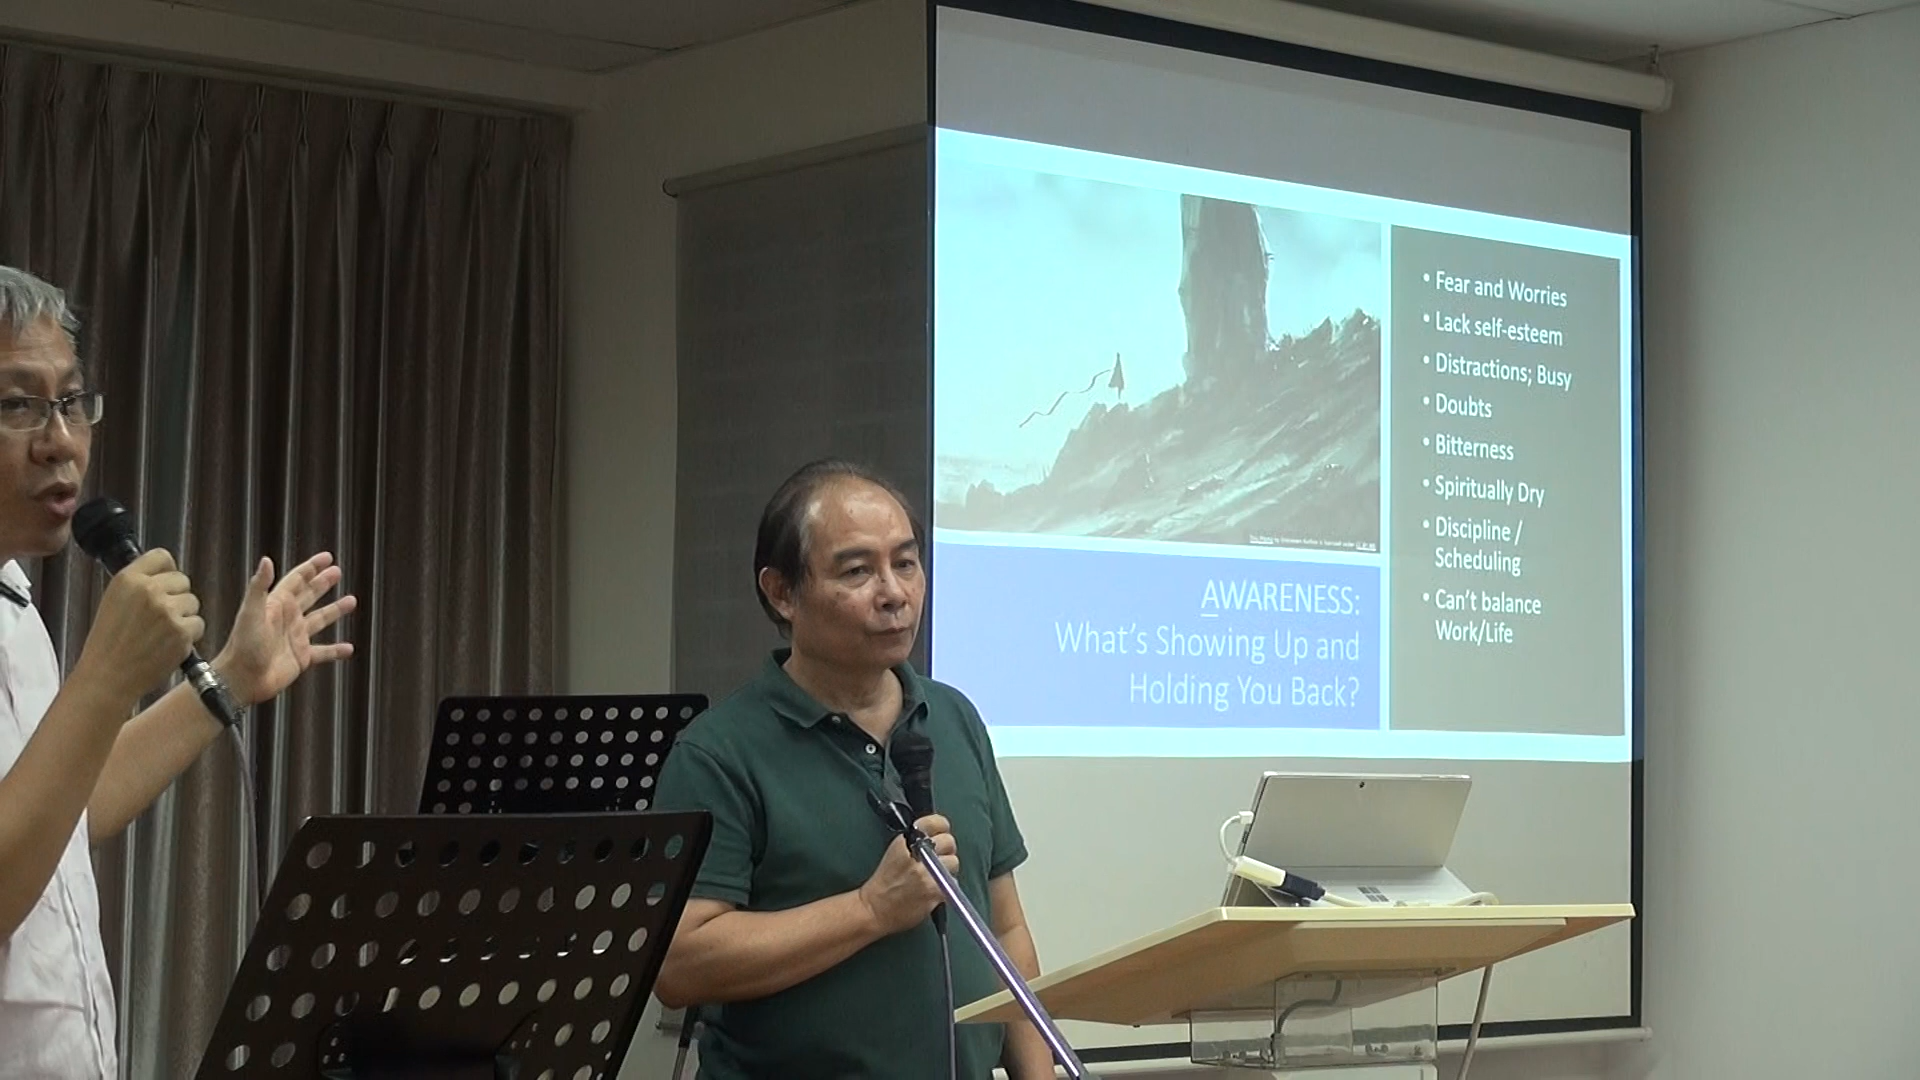 • Fear and Worries
• Lack self-esteem
• Distractions; Busy
• Doubts
• Bitterness
• Spiritually Dry
• Discipline /
Scheduling
• Can't balance
Work/Life
AWARENESS:
What's Showing Up and
Holding You Back?